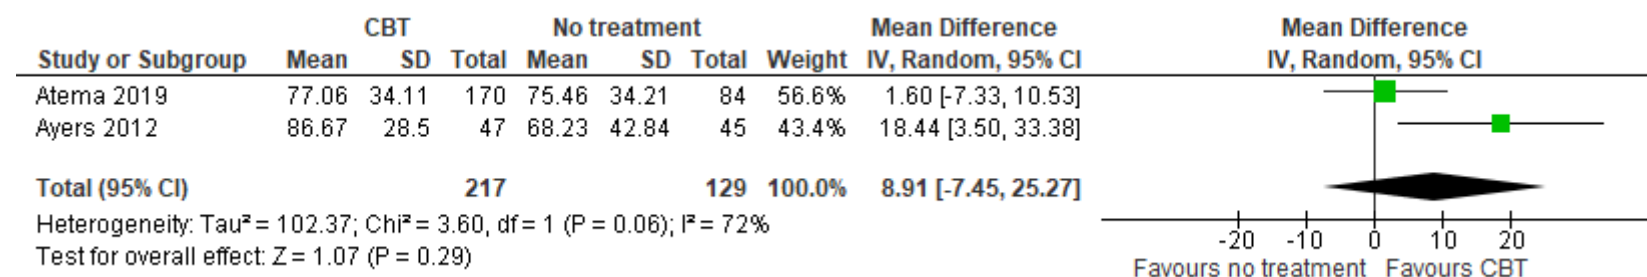 CBT No treatment Mean Difference Mean Difference
Study or Subgroup Mean SD Total Mean SD Total Weight IV, Random, 95% CI IV, Random, 95% CI
Atema 2019 77.06 34.11 170 75.46 34.21 84 56.6% 1.60 [-7.33, 10.53]
Ayers 2012 86.67 28.5 47 68.23 42.84 45 43.4% 18.44 [3.50, 33.38]
Total (95% CI) 217 129 100.0% 8.91 [-7.45, 25.27]
Heterogeneity: Tau² = 102.37; Chi² = 3.60, df = 1 (P = 0.06); I² = 72%
Test for overall effect: Z = 1.07 (P = 0.29)
-20 -10 0 10 20
Favours no treatment Favours CBT